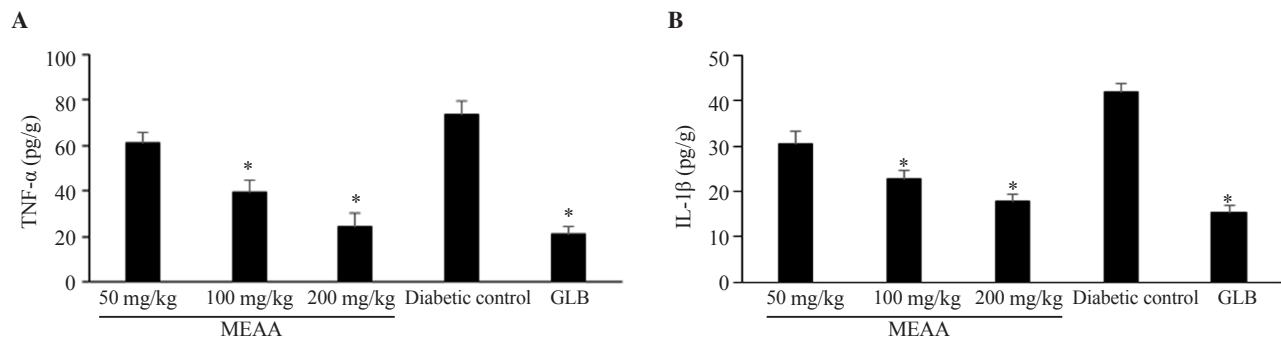 A
100
80
60
40
20
0
TNF-α (pg/g)
*
*
*
50 mg/kg 100 mg/kg 200 mg/kg Diabetic control GLB
MEAA
B
50
40
30
20
10
0
IL-1β (pg/g)
*
*
*
50 mg/kg 100 mg/kg 200 mg/kg Diabetic control GLB
MEAA